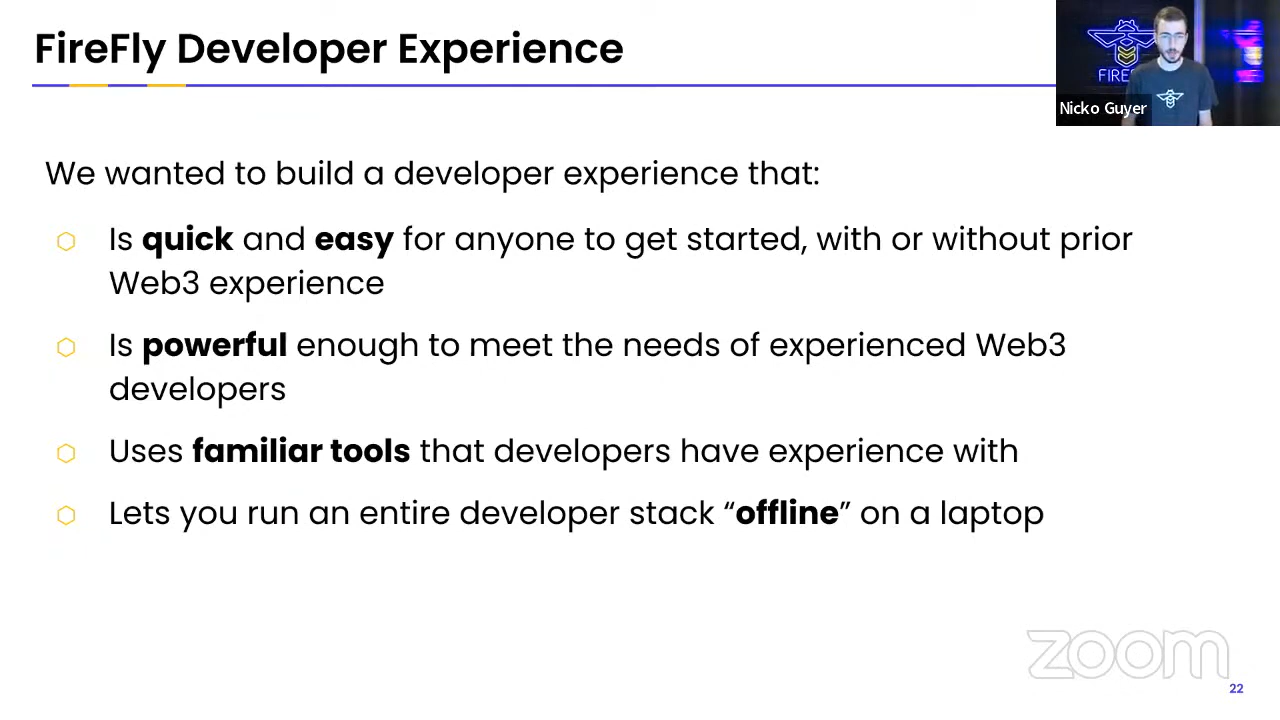 FireFly Developer Experience
FIRE
Nicko Guyer
We wanted to build a developer experience that:
Is quick and easy for anyone to get started, with or without prior
Web3 experience
Is powerful enough to meet the needs of experienced Web3
developers
Uses familiar tools that developers have experience with
Lets you run an entire developer stack “offline” on a laptop
zoom
22